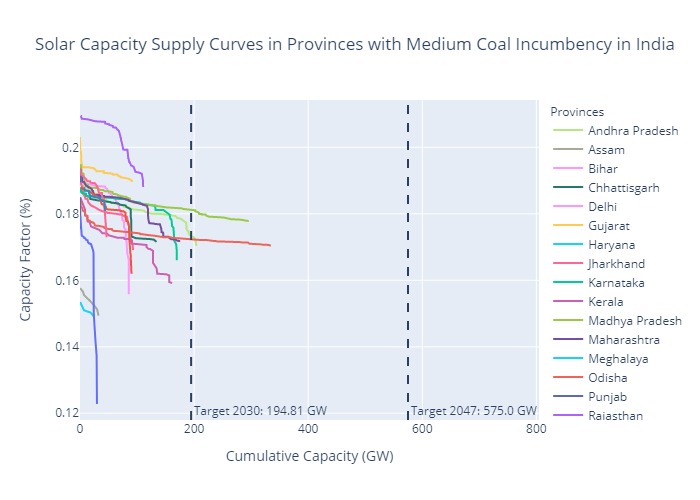 Solar Capacity Supply Curves in Provinces with Medium Coal Incumbency in India
Provinces
Andhra Pradesh
Assam
Bihar
Chhattisgarh
Delhi
Gujarat
Haryana
Jharkhand
Karnataka
Kerala
Madhya Pradesh
Maharashtra
Meghalaya
Odisha
Punjab
Rajasthan
Capacity Factor (%)
0.2
0.18
0.16
0.14
0.12
Target 2030: 194.81 GW
Target 2047: 575.0 GW
0
200
400
600
800
Cumulative Capacity (GW)